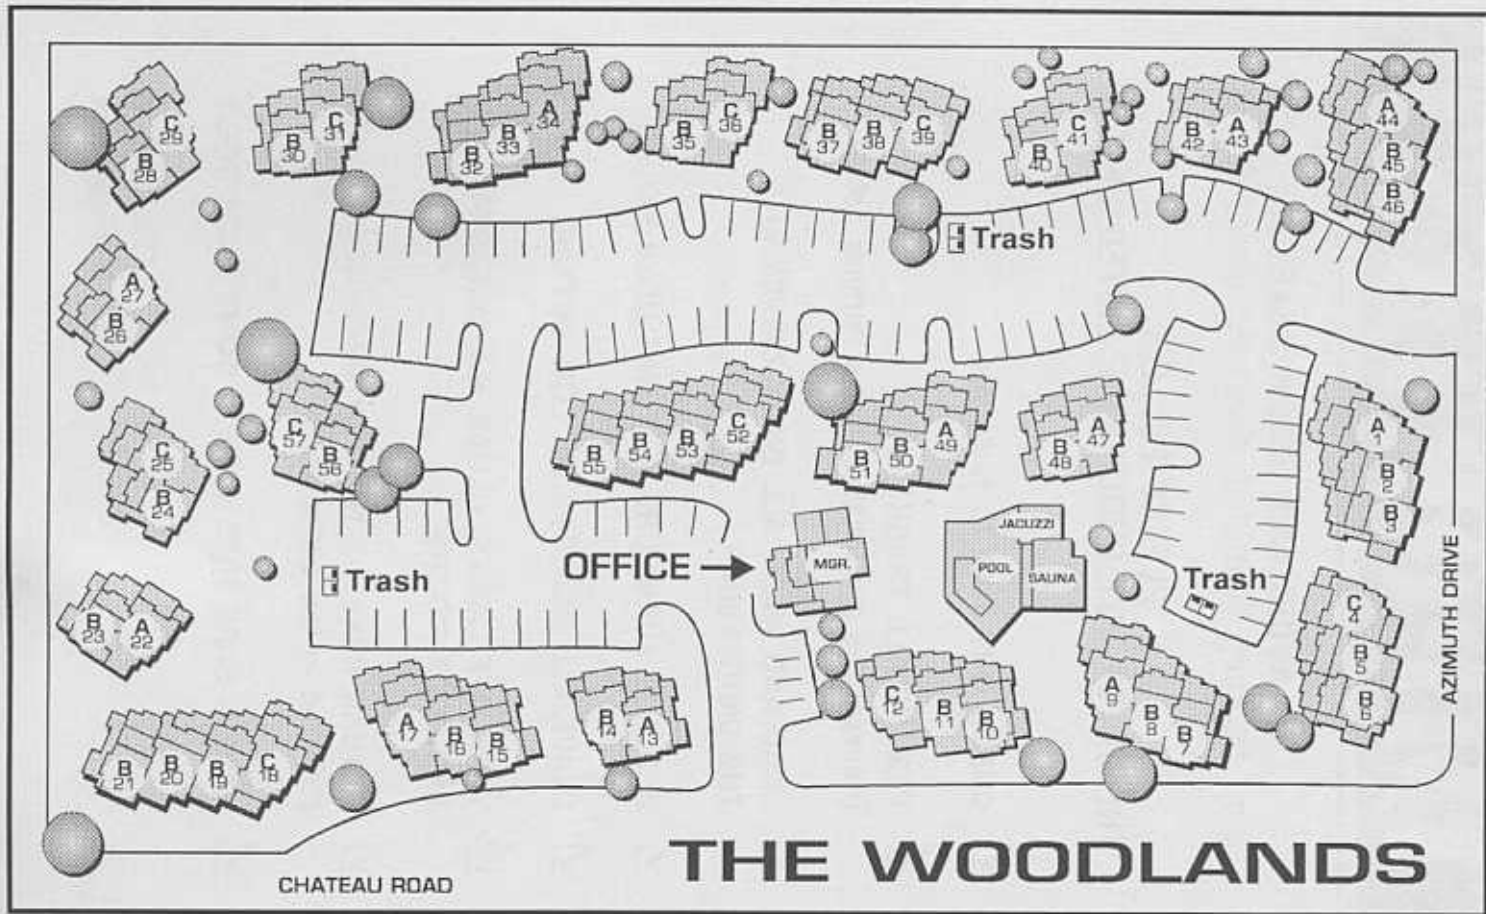 C
29
B
28
B
30
C
31
B
32
B
33
A
34
B
35
C
36
B
37
B
38
C
39
B
40
C
41
B
42
A
43
A
44
B
45
B
46
Trash
A
27
B
26
C
25
B
24
C
57
B
56
B
55
B
54
B
53
C
52
B
51
B
50
A
49
B
48
A
47
A
1
B
2
B
3
OFFICE
MGR.
JACUZZI
POOL
SAUNA
Trash
Trash
B
23
A
22
C
4
B
5
B
6
AZIMUTH DRIVE
B
21
B
20
B
19
C
18
A
17
B
16
B
15
B
14
A
13
C
12
B
11
B
10
A
9
B
8
B
7
THE WOODLANDS
CHATEAU ROAD